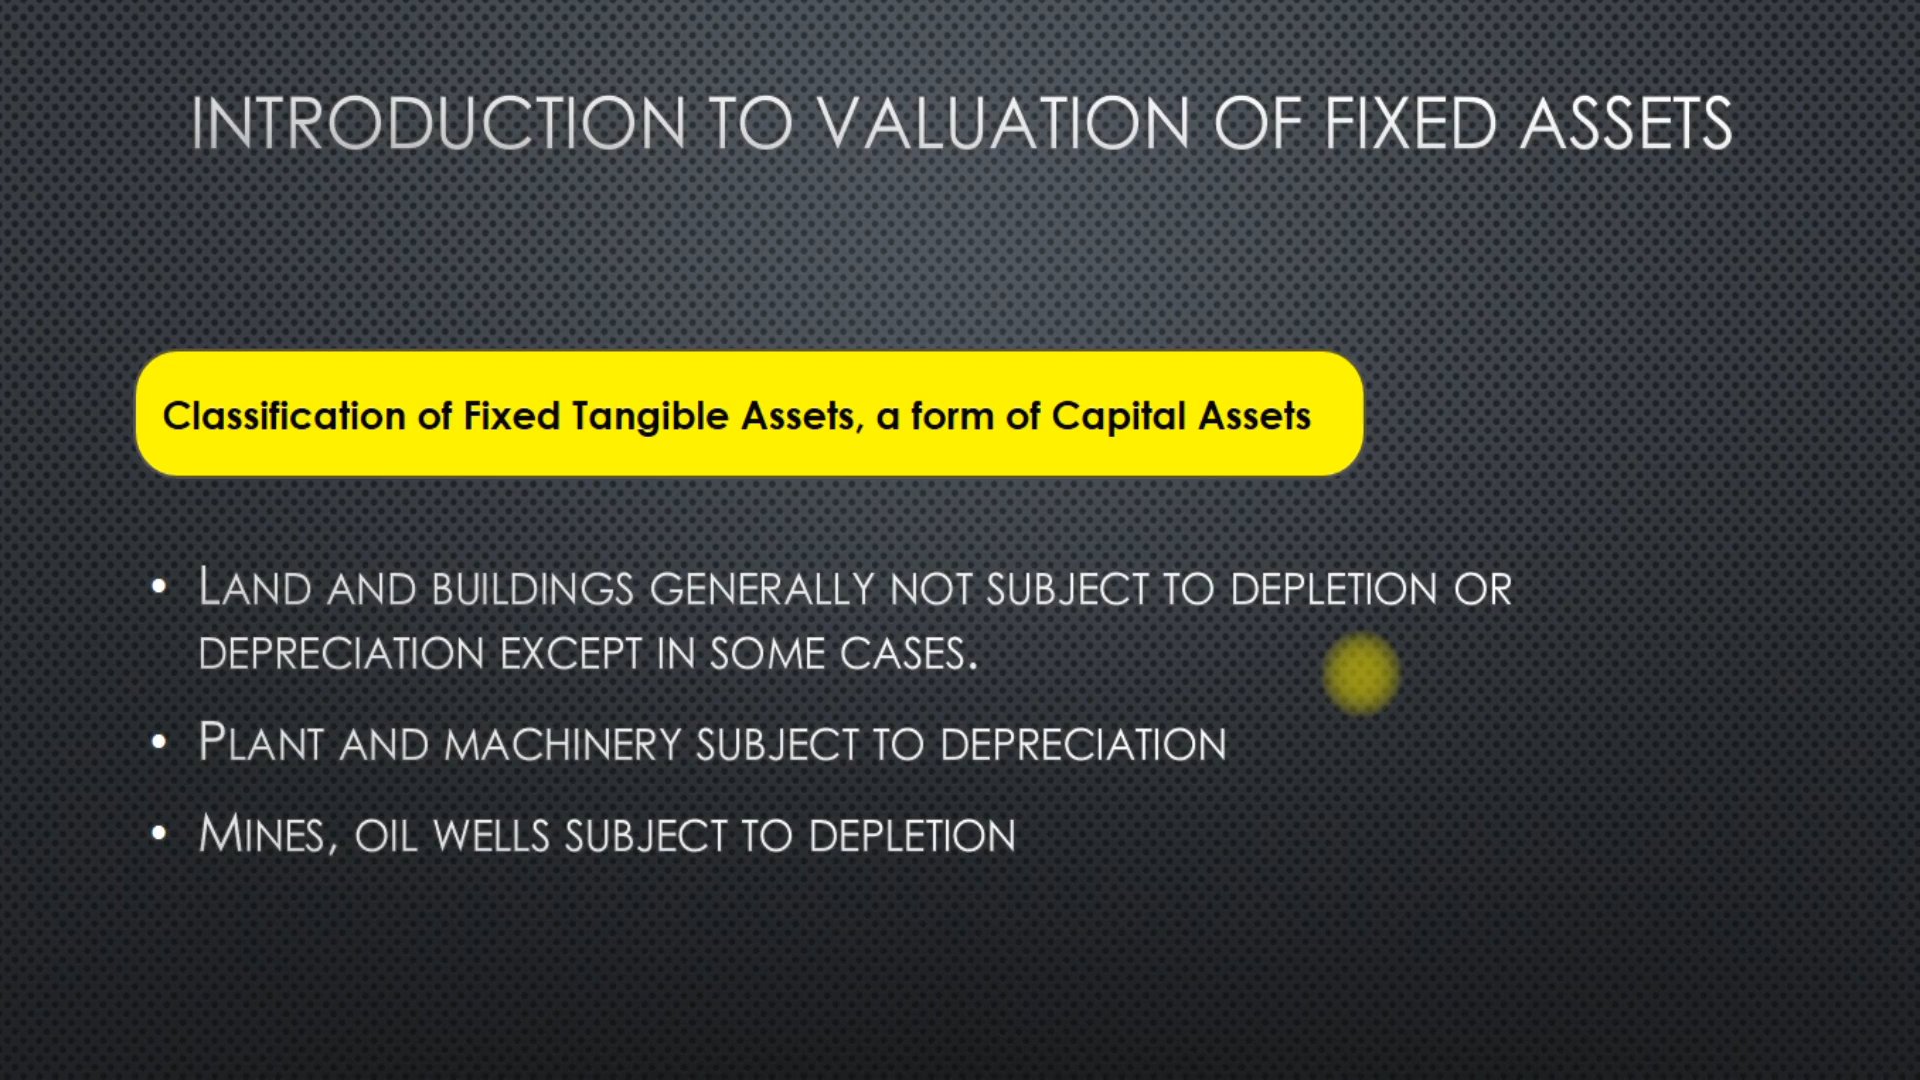 INTRODUCTION TO VALUATION OF FIXED ASSETS
Classification of Fixed Tangible Assets, a form of Capital Assets
• LAND AND BUILDINGS GENERALLY NOT SUBJECT TO DEPLETION OR
DEPRECIATION EXCEPT IN SOME CASES.
• PLANT AND MACHINERY SUBJECT TO DEPRECIATION
• MINES, OIL WELLS SUBJECT TO DEPLETION